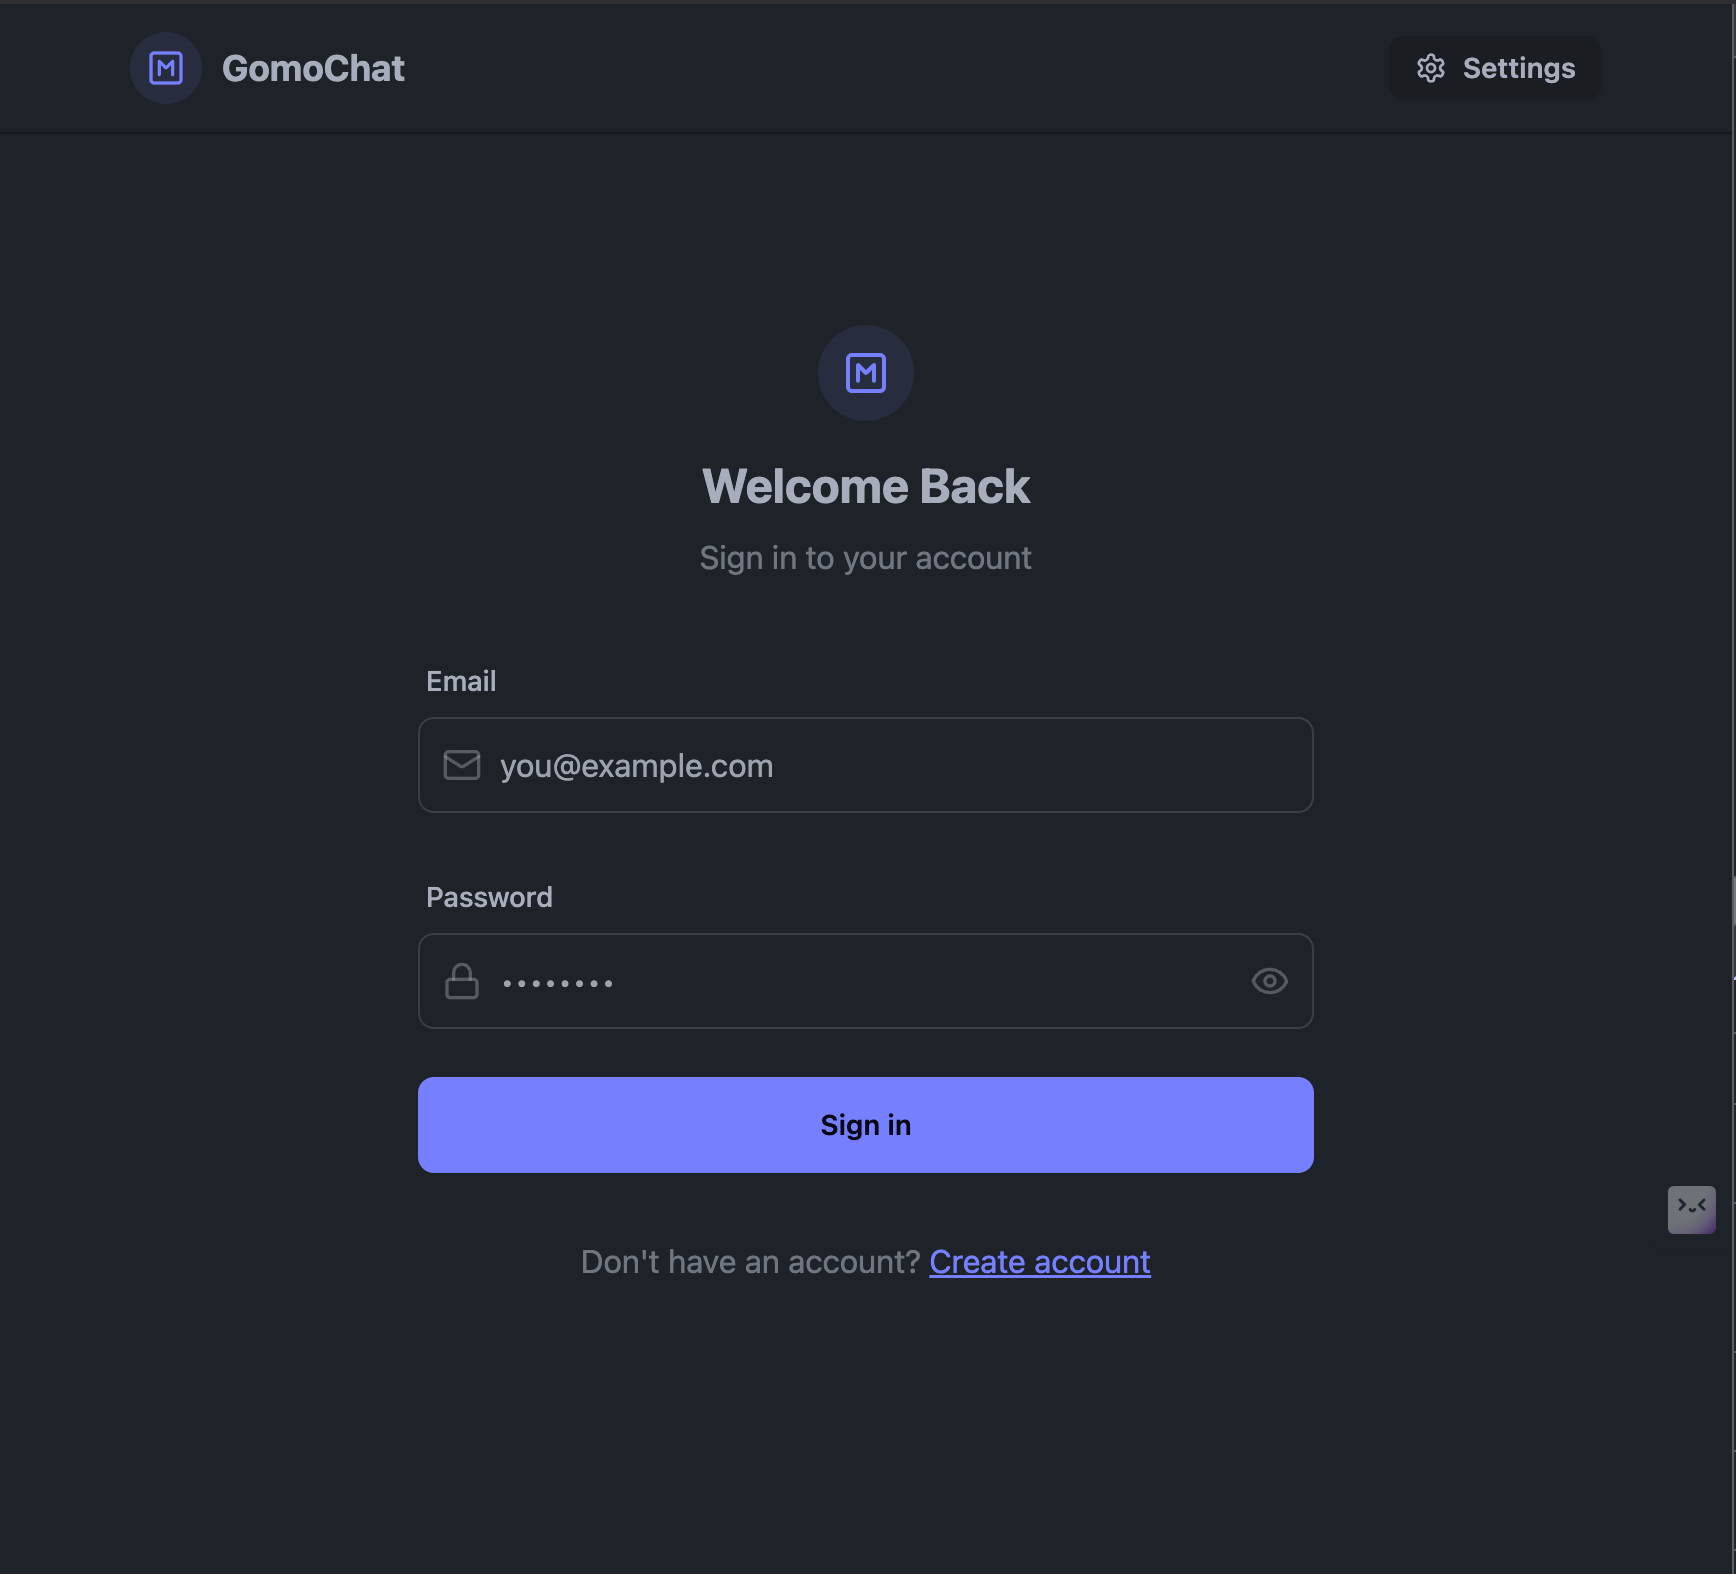 GomoChat
Settings
Welcome Back
Sign in to your account
Email
you@example.com
Password
••••••••
Sign in
Don't have an account? Create account